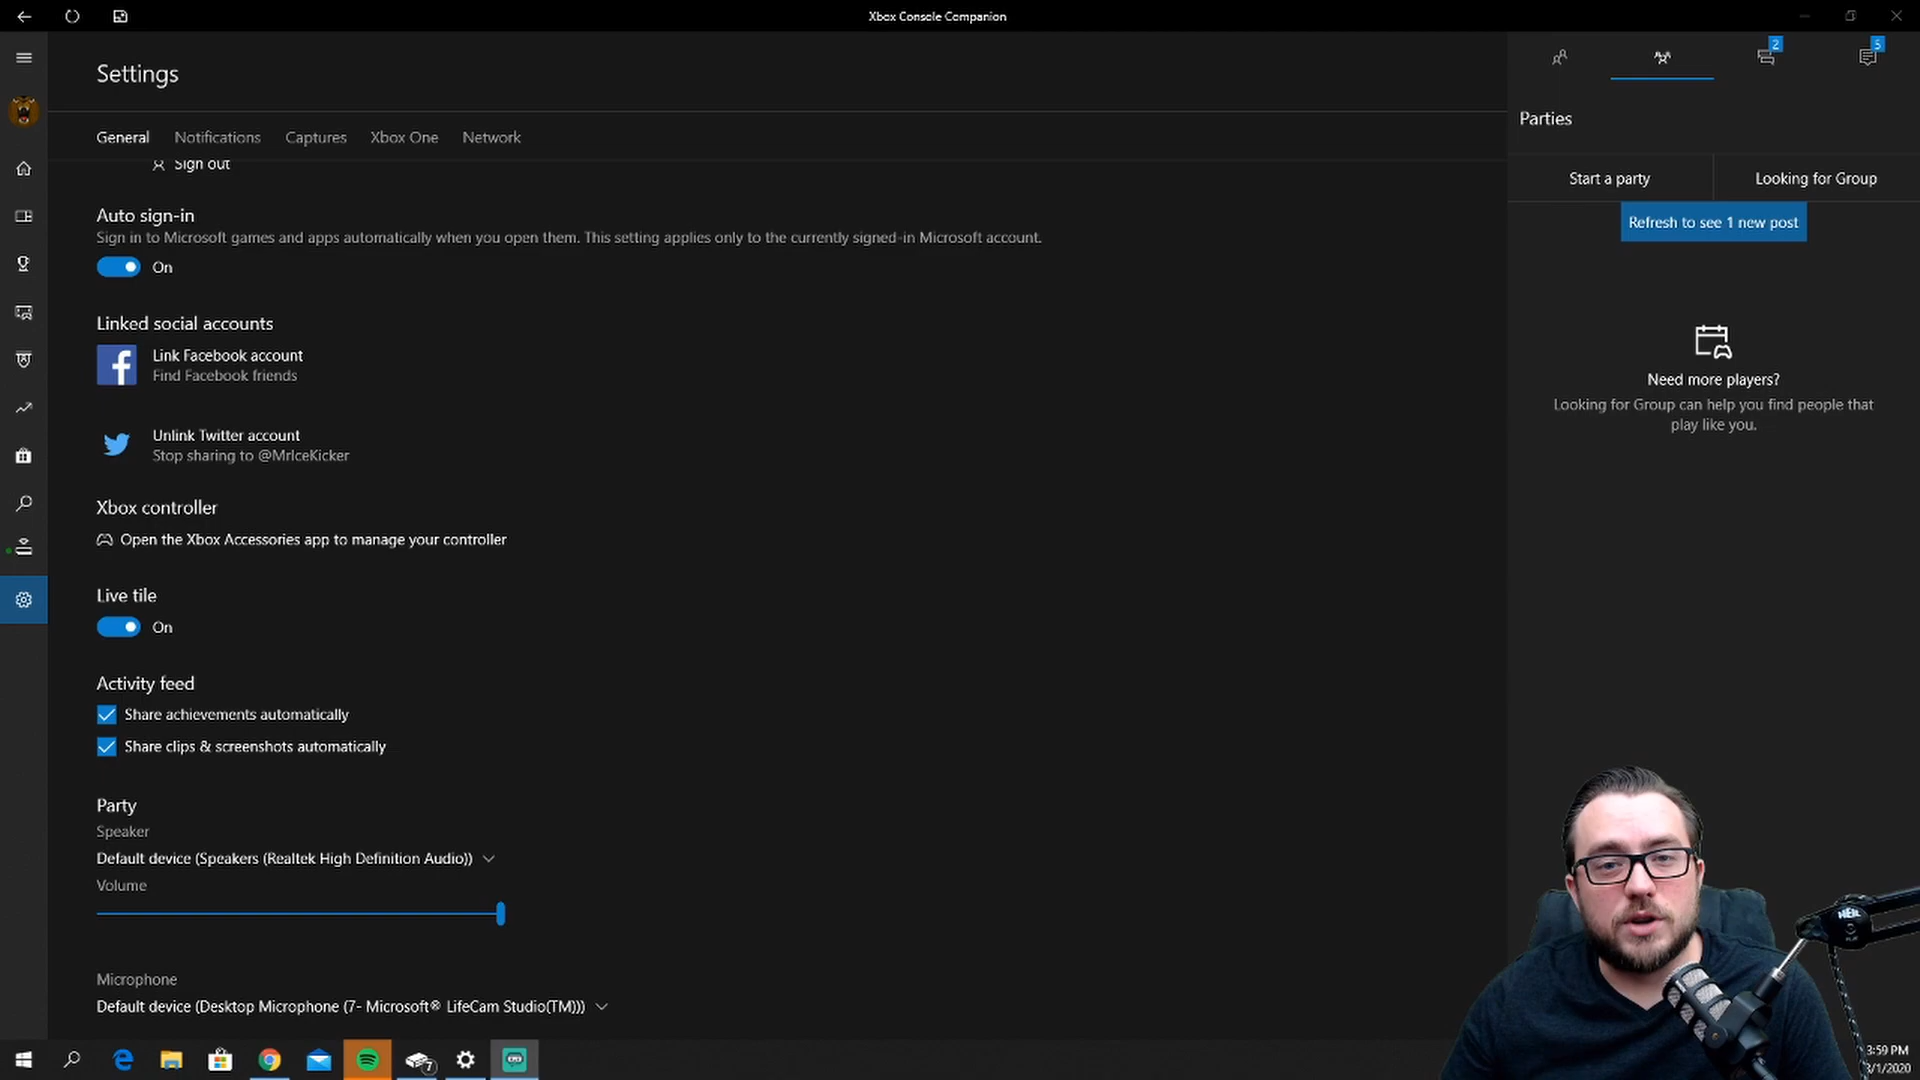 Xbox Console Companion
2
5
Settings
General
Notifications
Captures
Xbox One
Network
Sign out
Auto sign-in
Sign in to Microsoft games and apps automatically when you open them. This setting applies only to the currently signed-in Microsoft account.
On
Linked social accounts
Link Facebook account
Find Facebook friends
Unlink Twitter account
Stop sharing to @MrIceKicker
Xbox controller
Open the Xbox Accessories app to manage your controller
Live tile
On
Activity feed
Share achievements automatically
Share clips & screenshots automatically
Party
Speaker
Default device (Speakers (Realtek High Definition Audio))
Volume
Microphone
Default device (Desktop Microphone (7- Microsoft® LifeCam Studio(TM)))
Parties
Start a party
Looking for Group
Refresh to see 1 new post
Need more players?
Looking for Group can help you find people that
play like you.
HEIL
7
3:59 PM
/1/2020